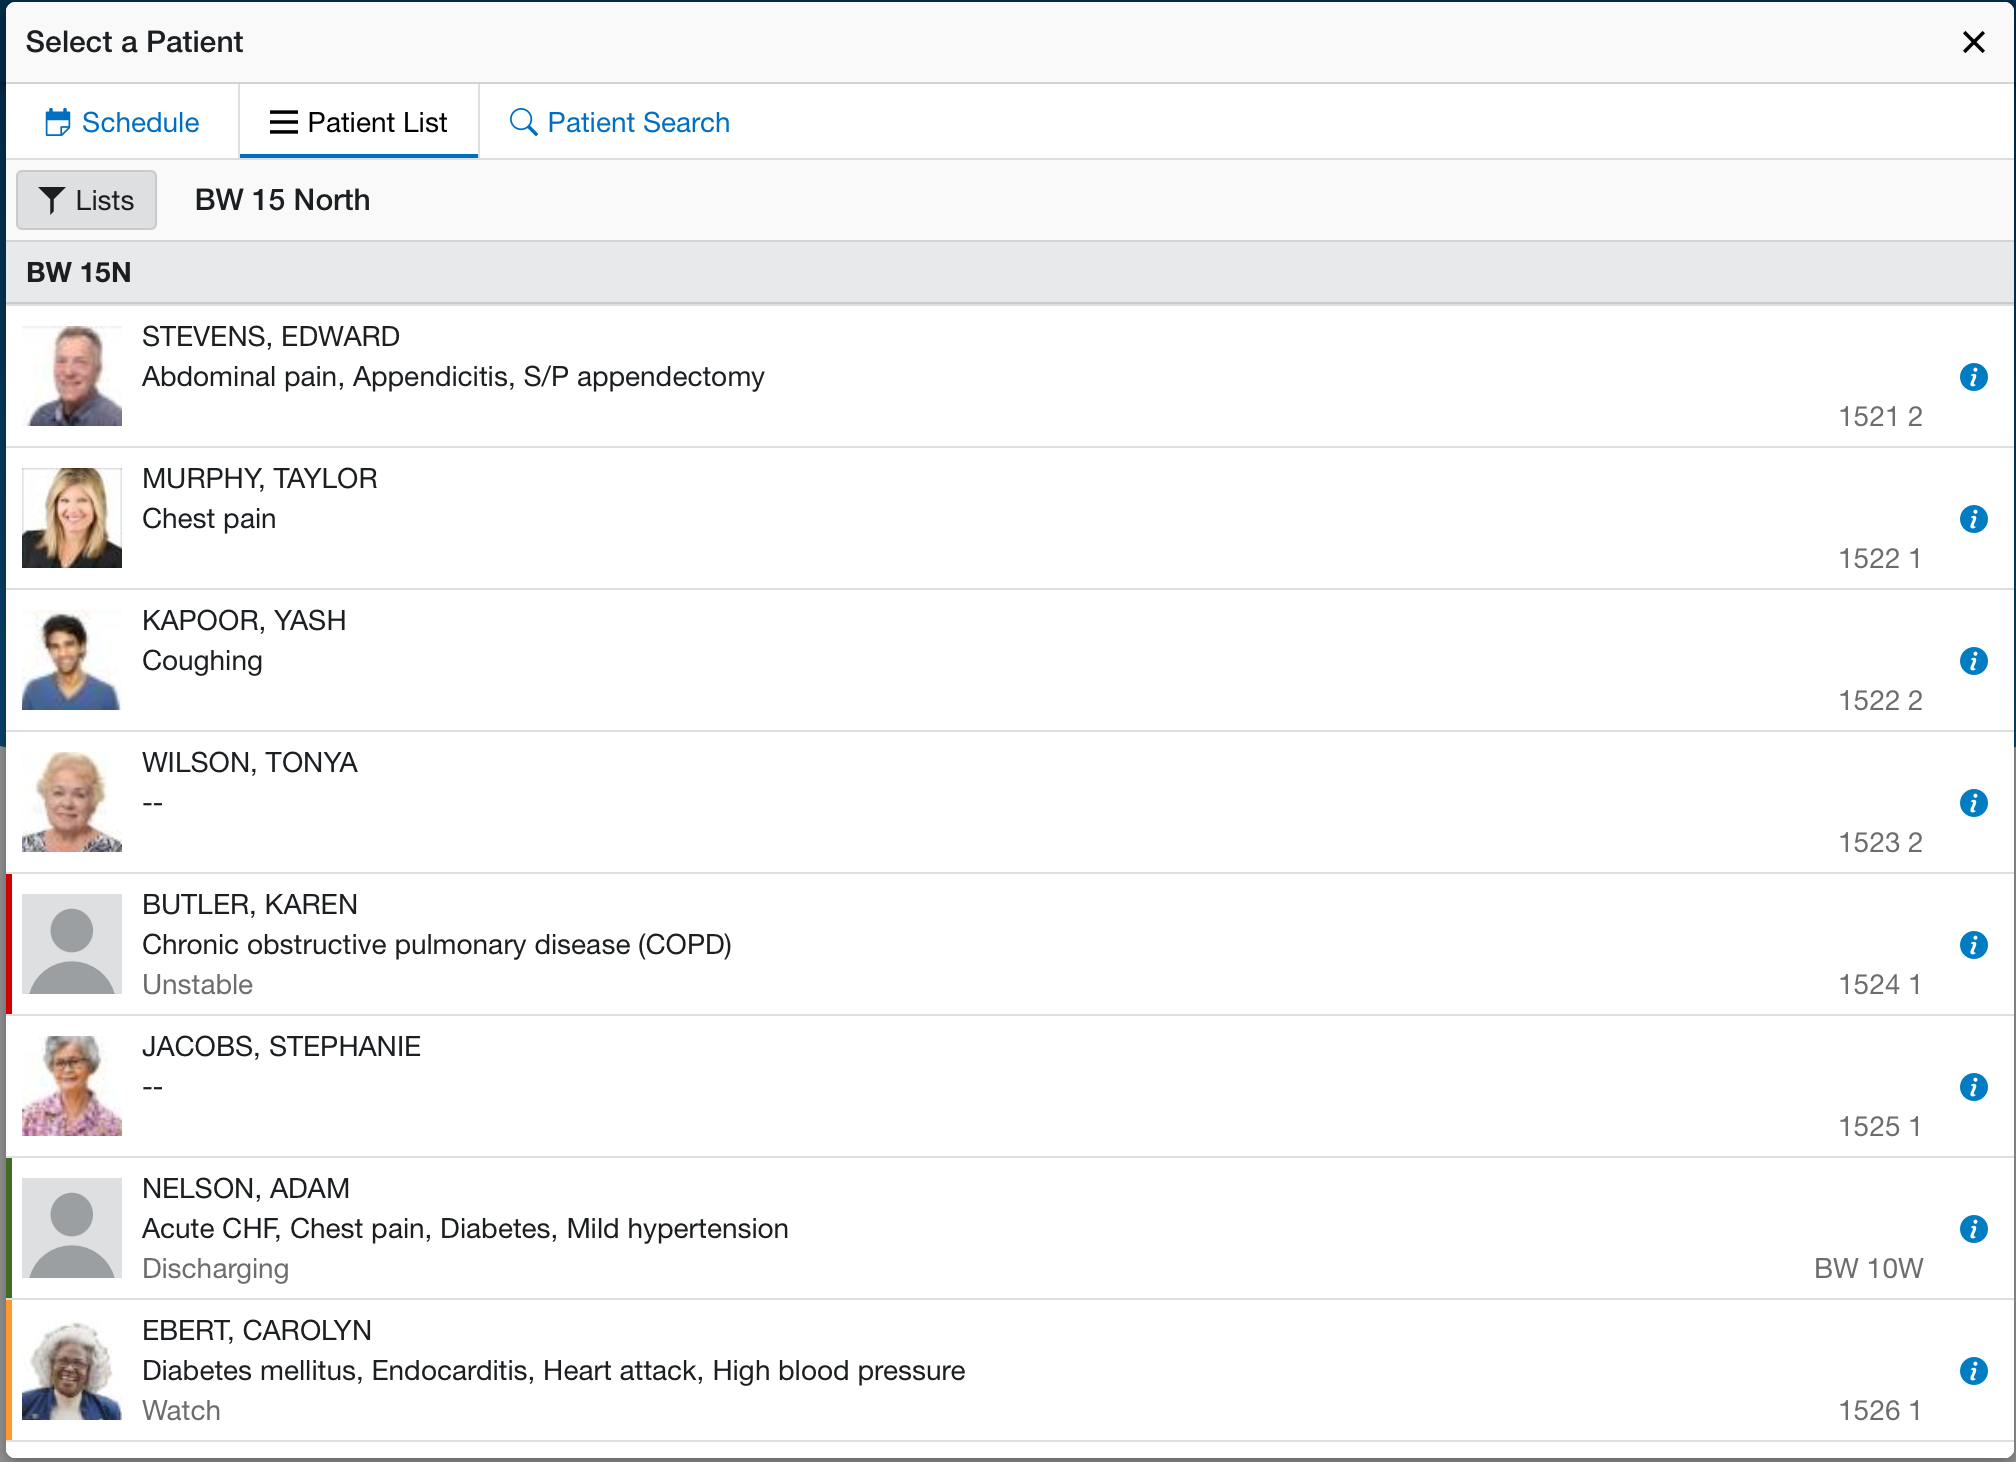 Select a Patient
Schedule
Patient List
Patient Search
Lists
BW 15 North
BW 15N
STEVENS, EDWARD
Abdominal pain, Appendicitis, S/P appendectomy
1521 2
MURPHY, TAYLOR
Chest pain
1522 1
KAPOOR, YASH
Coughing
1522 2
WILSON, TONYA
--
1523 2
BUTLER, KAREN
Chronic obstructive pulmonary disease (COPD)
Unstable
1524 1
JACOBS, STEPHANIE
--
1525 1
NELSON, ADAM
Acute CHF, Chest pain, Diabetes, Mild hypertension
Discharging
BW 10W
EBERT, CAROLYN
Diabetes mellitus, Endocarditis, Heart attack, High blood pressure
Watch
1526 1